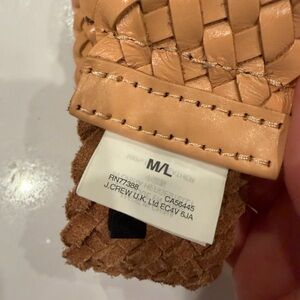 M/L
RN77388 CA56445
J.CREW U.K. Ltd EC4V 6JA